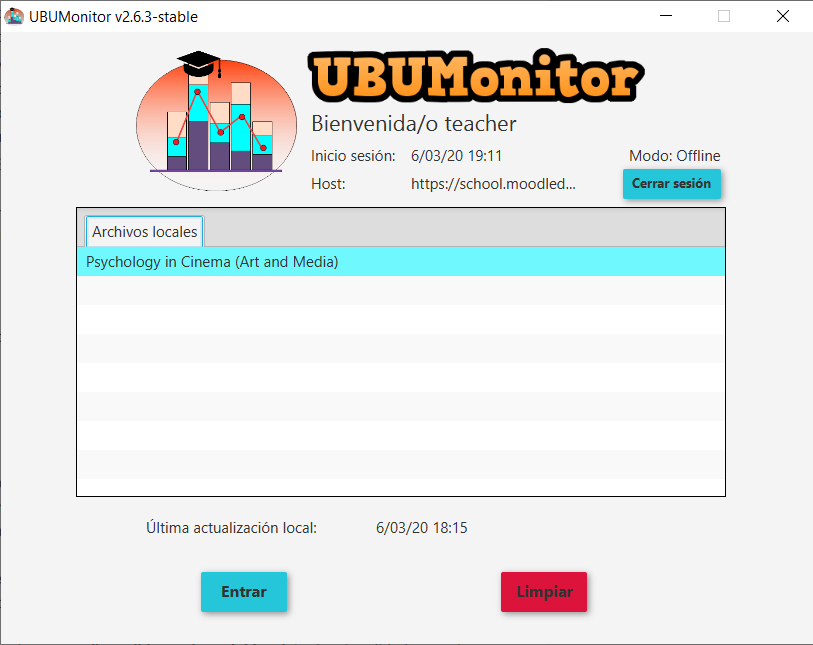 UBUMonitor v2.6.3-stable
UBUMonitor
Bienvenida/o teacher
Inicio sesión: 6/03/20 19:11 Modo: Offline
Host: https://school.moodled... Cerrar sesión
Archivos locales
Psychology in Cinema (Art and Media)
Última actualización local: 6/03/20 18:15
Entrar Limpiar